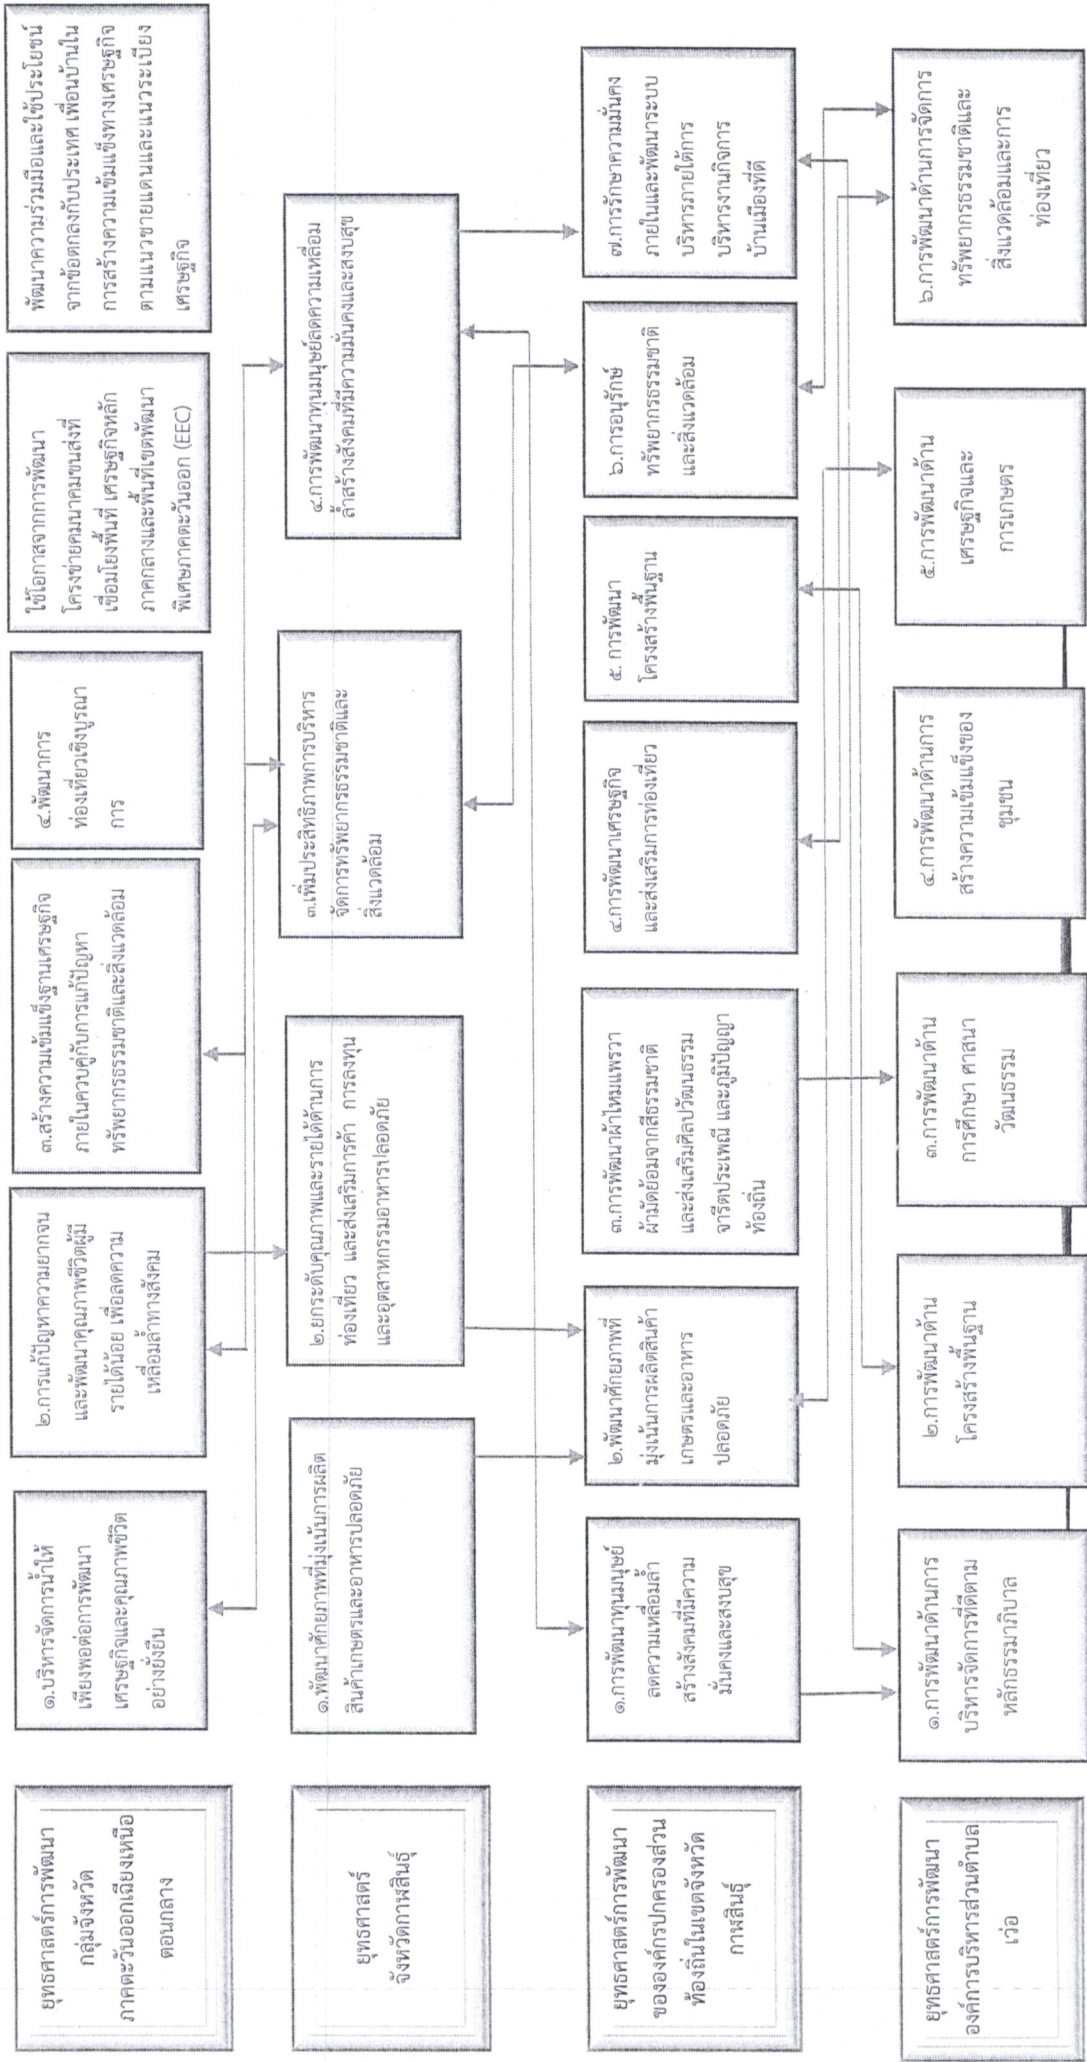 ยุทธศาสตร์การพัฒนา
กลุ่มจังหวัด
ภาคตะวันออกเฉียงเหนือ
ตอนกลาง
๑.บริหารจัดการน้ำให้
เพียงพอต่อการพัฒนา
เศรษฐกิจและคุณภาพชีวิต
อย่างยั่งยืน
๒.การแก้ปัญหาความยากจน
และพัฒนาคุณภาพชีวิตผู้มี
รายได้น้อย เพื่อลดความ
เหลื่อมล้ำทางสังคม
๓.สร้างความเข้มแข็งฐานเศรษฐกิจ
ภายในควบคู่กับการแก้ปัญหา
ทรัพยากรธรรมชาติและสิ่งแวดล้อม
๔.พัฒนาการ
ท่องเที่ยวเชิงบูรณา
การ
ใช้โอกาสจากการพัฒนา
โครงข่ายคมนาคมขนส่งที่
เชื่อมโยงพื้นที่ เศรษฐกิจหลัก
ภาคกลางและพื้นที่เขตพัฒนา
พิเศษภาคตะวันออก (EEC)
พัฒนาความร่วมมือและใช้ประโยชน์
จากข้อตกลงกับประเทศ เพื่อนบ้านใน
การสร้างความเข้มแข็งทางเศรษฐกิจ
ตามแนวชายแดนและแนวระเบียง
เศรษฐกิจ
ยุทธศาสตร์
จังหวัดกาฬสินธุ์
๑.พัฒนาศักยภาพที่มุ่งเน้นการผลิต
สินค้าเกษตรและอาหารปลอดภัย
๒.ยกระดับคุณภาพและรายได้ด้านการ
ท่องเที่ยว และส่งเสริมการค้า การลงทุน
และอุตสาหกรรมอาหารปลอดภัย
๓.เพิ่มประสิทธิภาพการบริหาร
จัดการทรัพยากรธรรมชาติและ
สิ่งแวดล้อม
๔.การพัฒนาทุนมนุษย์ลดความเหลื่อม
ล้ำสร้างสังคมที่มีความมั่นคงและสงบสุข
ยุทธศาสตร์การพัฒนา
ขององค์กรปกครองส่วน
ท้องถิ่นในเขตจังหวัด
กาฬสินธุ์
๑.การพัฒนาทุนมนุษย์
ลดความเหลื่อมล้ำ
สร้างสังคมที่มีความ
มั่นคงและสงบสุข
๒.พัฒนาศักยภาพที่
มุ่งเน้นการผลิตสินค้า
เกษตรและอาหาร
ปลอดภัย
๓.การพัฒนาผ้าไหมแพรวา
ผ้ามัดย้อมจากสีธรรมชาติ
และส่งเสริมศิลปวัฒนธรรม
จารีตประเพณี และภูมิปัญญา
ท้องถิ่น
๔.การพัฒนาเศรษฐกิจ
และส่งเสริมการท่องเที่ยว
๕. การพัฒนา
โครงสร้างพื้นฐาน
๖.การอนุรักษ์
ทรัพยากรธรรมชาติ
และสิ่งแวดล้อม
๗.การรักษาความมั่นคง
ภายในและพัฒนาระบบ
บริหารภายใต้การ
บริหารงานกิจการ
บ้านเมืองที่ดี
ยุทธศาสตร์การพัฒนา
องค์การบริหารส่วนตำบล
เว่อ
๑.การพัฒนาด้านการ
บริหารจัดการที่ดีตาม
หลักธรรมาภิบาล
๒.การพัฒนาด้าน
โครงสร้างพื้นฐาน
๓.การพัฒนาด้าน
การศึกษา ศาสนา
วัฒนธรรม
๔.การพัฒนาด้านการ
สร้างความเข้มแข็งของ
ชุมชน
๕.การพัฒนาด้าน
เศรษฐกิจและ
การเกษตร
๖.การพัฒนาด้านการจัดการ
ทรัพยากรธรรมชาติและ
สิ่งแวดล้อมและการ
ท่องเที่ยว